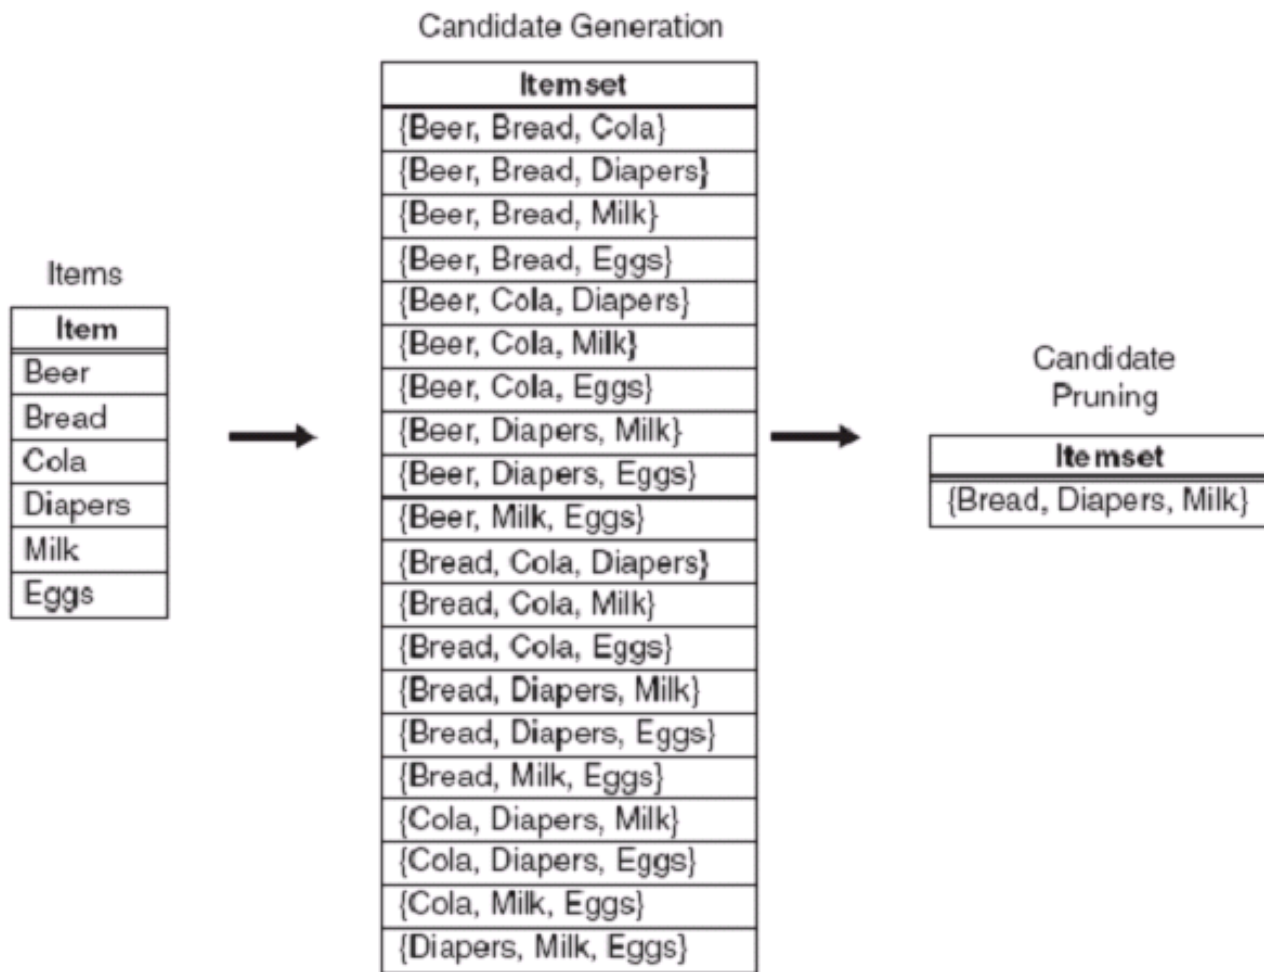 Candidate Generation
Itemset
{Beer, Bread, Cola}
{Beer, Bread, Diapers}
{Beer, Bread, Milk}
{Beer, Bread, Eggs}
{Beer, Cola, Diapers}
{Beer, Cola, Milk}
{Beer, Cola, Eggs}
{Beer, Diapers, Milk}
{Beer, Diapers, Eggs}
{Beer, Milk, Eggs}
{Bread, Cola, Diapers}
{Bread, Cola, Milk}
{Bread, Cola, Eggs}
{Bread, Diapers, Milk}
{Bread, Diapers, Eggs}
{Bread, Milk, Eggs}
{Cola, Diapers, Milk}
{Cola, Diapers, Eggs}
{Cola, Milk, Eggs}
{Diapers, Milk, Eggs}
Items
Item
Beer
Bread
Cola
Diapers
Milk
Eggs
Candidate
Pruning
Itemset
{Bread, Diapers, Milk}